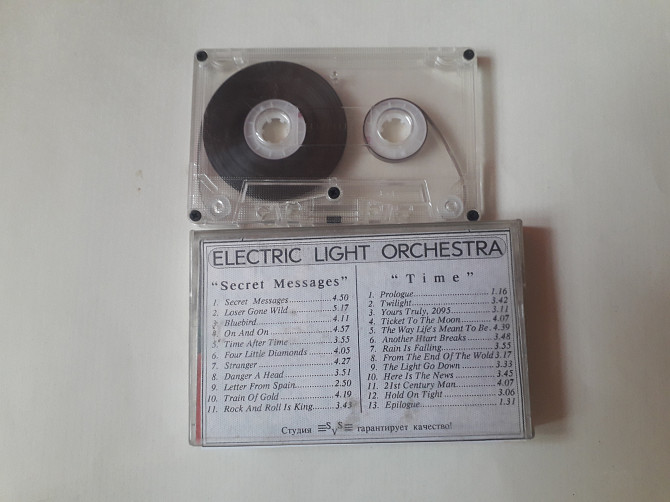 ELECTRIC LIGHT ORCHESTRA
"Secret Messages"
1. Secret Messages 4.50
2. Loser Gone Wild 5.17
3. Bluebird 4.11
4. On And On 4.57
5. Time After Time 3.55
6. Four Little Diamonds 4.05
7. Stranger 4.27
8. Danger A Head 3.51
9. Letter From Spain 2.50
10. Train Of Gold 4.19
11. Rock And Roll Is King 3.43
"Time"
1. Prologue 1.16
2. Twilight 3.42
3. Yours Truly, 2095 3.11
4. Ticket To The Moon 4.07
5. The Way Life's Meant To Be 4.39
6. Another Htart Breaks 3.48
7. Rain Is Falling 3.55
8. From The End Of The Wold 3.17
9. The Light Go Down 3.33
10. Here Is The News 3.45
11. 21st Century Man 4.07
12. Hold On Tight 3.06
13. Epilogue 1.31
Студия SVS гарантирует качество!